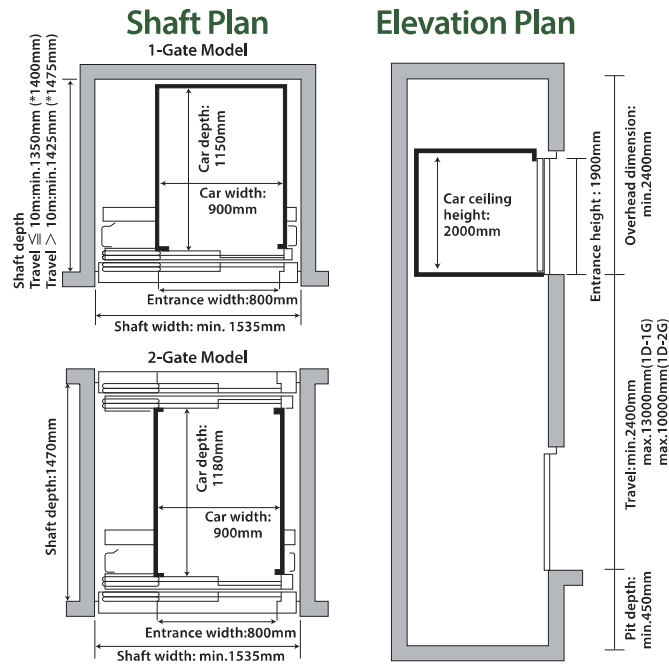 Shaft Plan
1-Gate Model
Shaft depth
Travel ≦ 10m:min.1350mm (*1400mm)
Travel > 10m:min.1425mm (*1475mm)
Car depth:
1150mm
Car width:
900mm
Entrance width:800mm
Shaft width: min. 1535mm
2-Gate Model
Shaft depth:1470mm
Car depth:
1180mm
Car width:
900mm
Entrance width:800mm
Shaft width: min.1535mm
Elevation Plan
Car ceiling
height:
2000mm
Entrance height : 1900mm
Overhead dimension:
min.2400mm
Travel:min.2400mm
max.13000mm(1D-1G)
max.10000mm(1D-2G)
Pit depth:
min.450mm